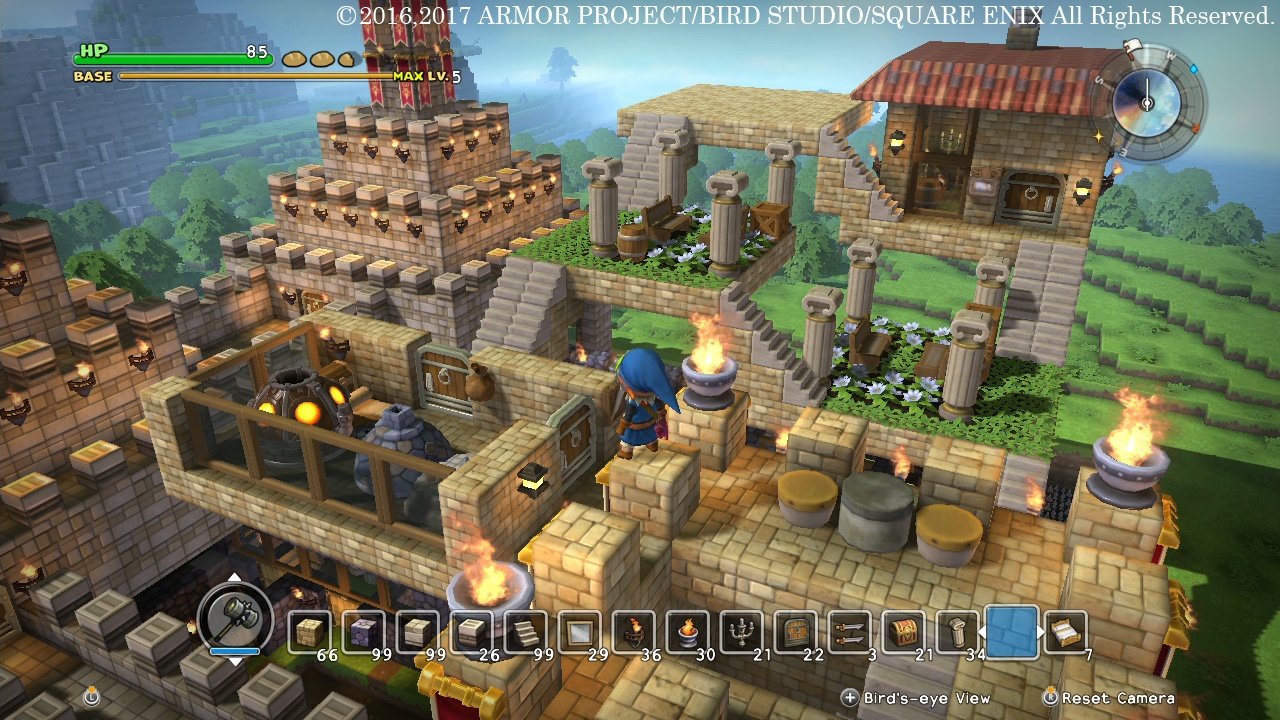 ©2016,2017 ARMOR PROJECT/BIRD STUDIO/SQUARE ENIX All Rights Reserved.
HP 85
BASE MAX LV. 5
66 99 99 26 99 29 36 30 21 22 3 21 34 7
L + Bird's-eye View R Reset Camera